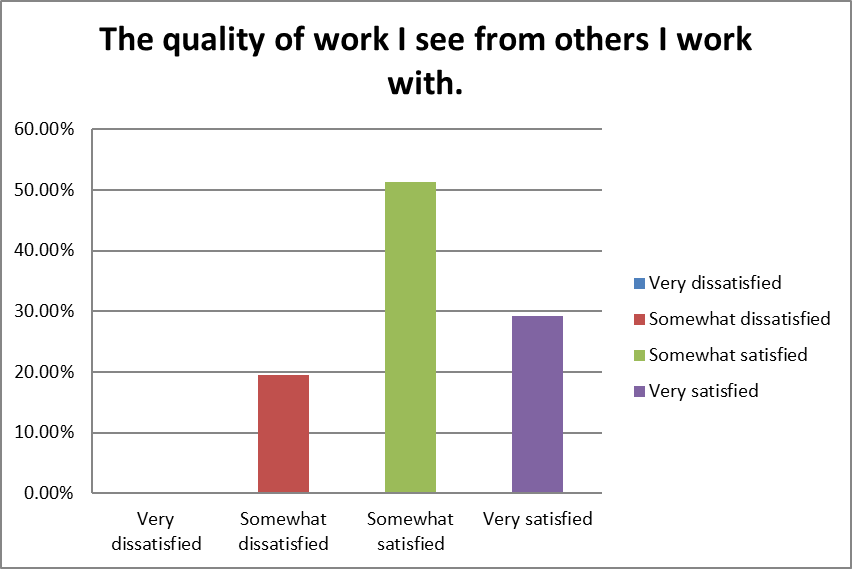 The quality of work I see from others I work
with.
60.00%
50.00%
40.00%
30.00%
20.00%
10.00%
0.00%
Very
dissatisfied
Somewhat
dissatisfied
Somewhat
satisfied
Very satisfied
Very dissatisfied
Somewhat dissatisfied
Somewhat satisfied
Very satisfied